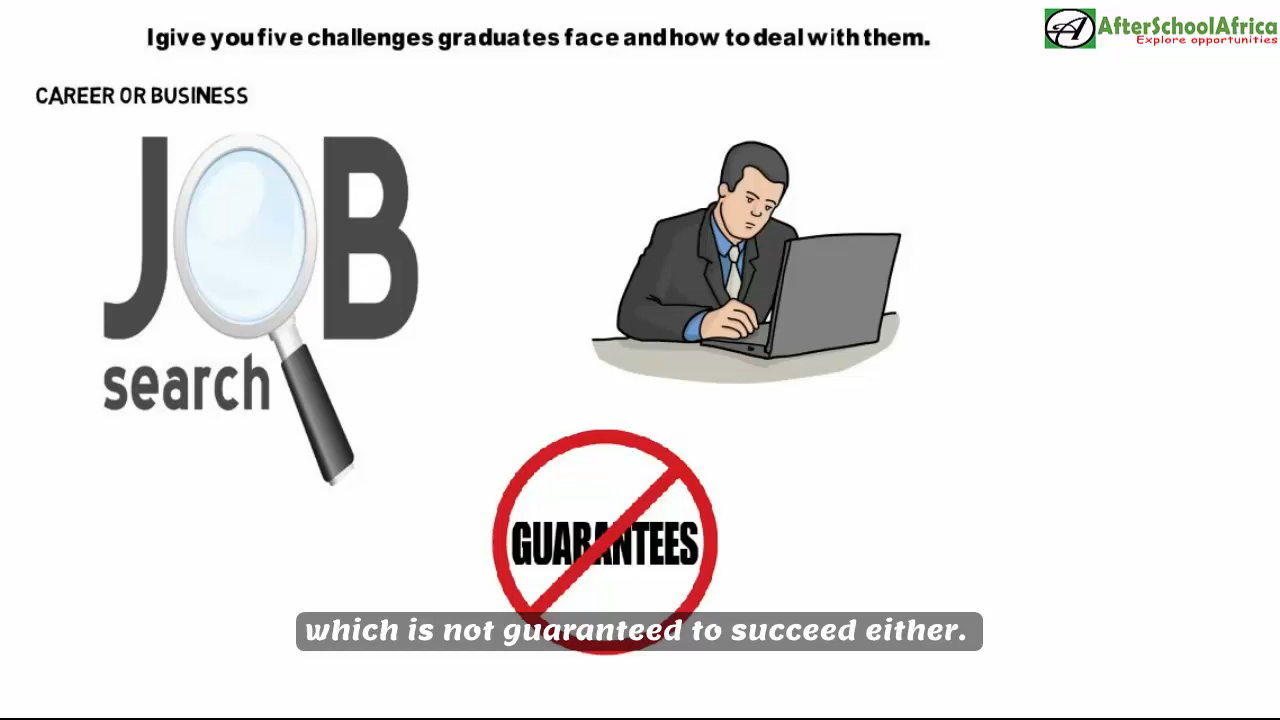 I give you five challenges graduates face and how to deal with them.
AfterSchoolAfrica
Explore opportunities
CAREER OR BUSINESS
JOB
search
GUARANTEES
which is not guaranteed to succeed either.